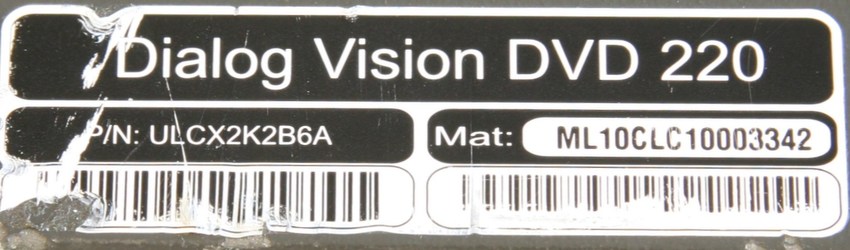 Dialog Vision DVD 220
P/N: ULCX2K2B6A
Mat: ML10CLC10003342